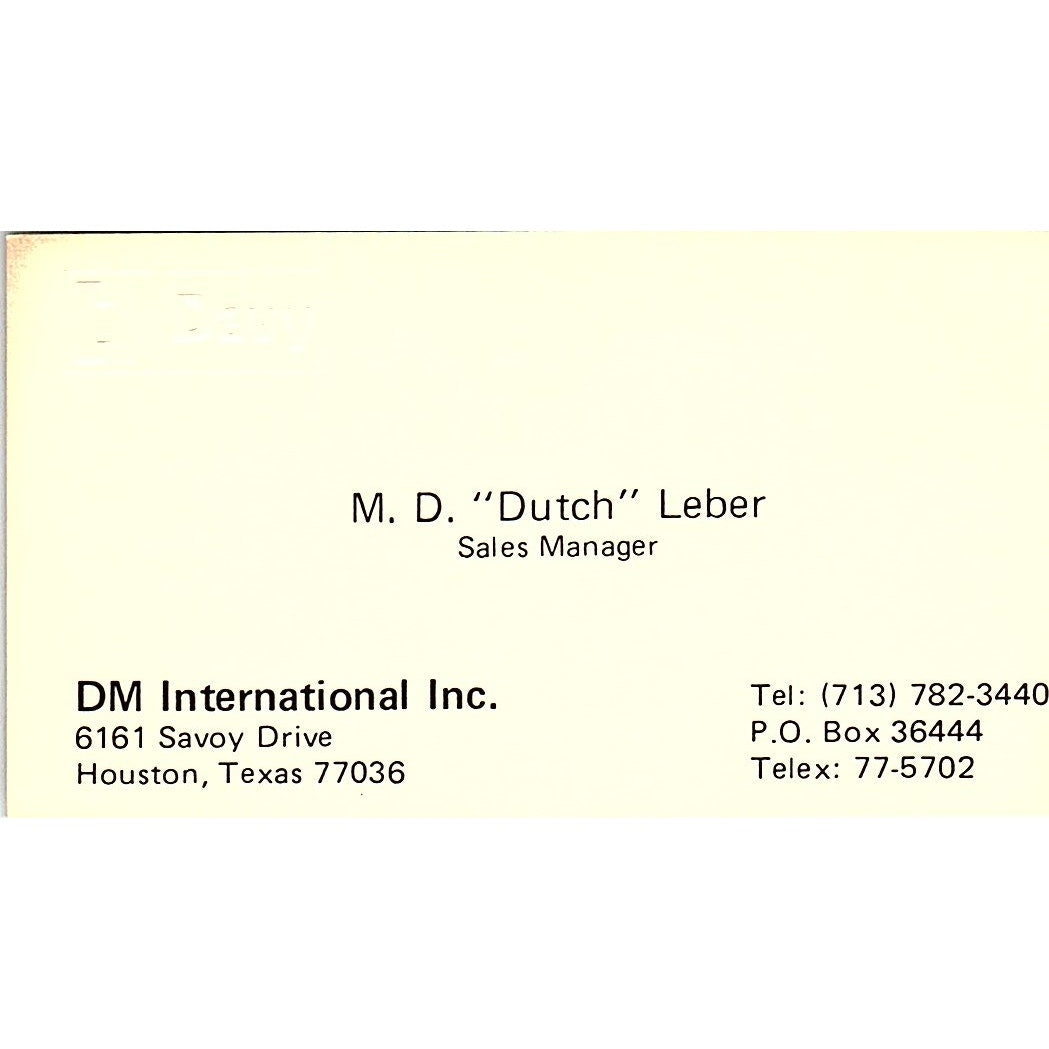 Davy
M. D. "Dutch" Leber
Sales Manager
DM International Inc.
6161 Savoy Drive
Houston, Texas 77036
Tel: (713) 782-3440
P.O. Box 36444
Telex: 77-5702